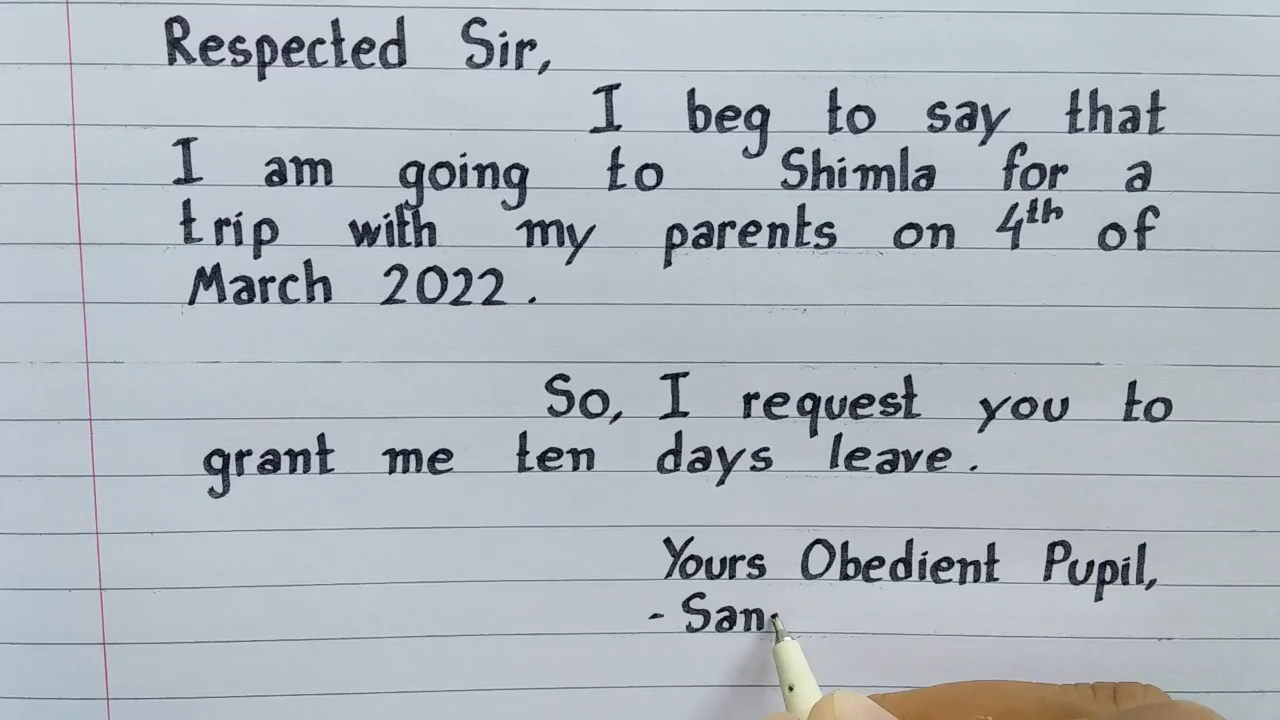 Respected Sir,
I beg to say that
I am going to Shimla for a
trip with my parents on 4th of
March 2022.
So, I request you to
grant me ten days leave.
Yours Obedient Pupil,
- San